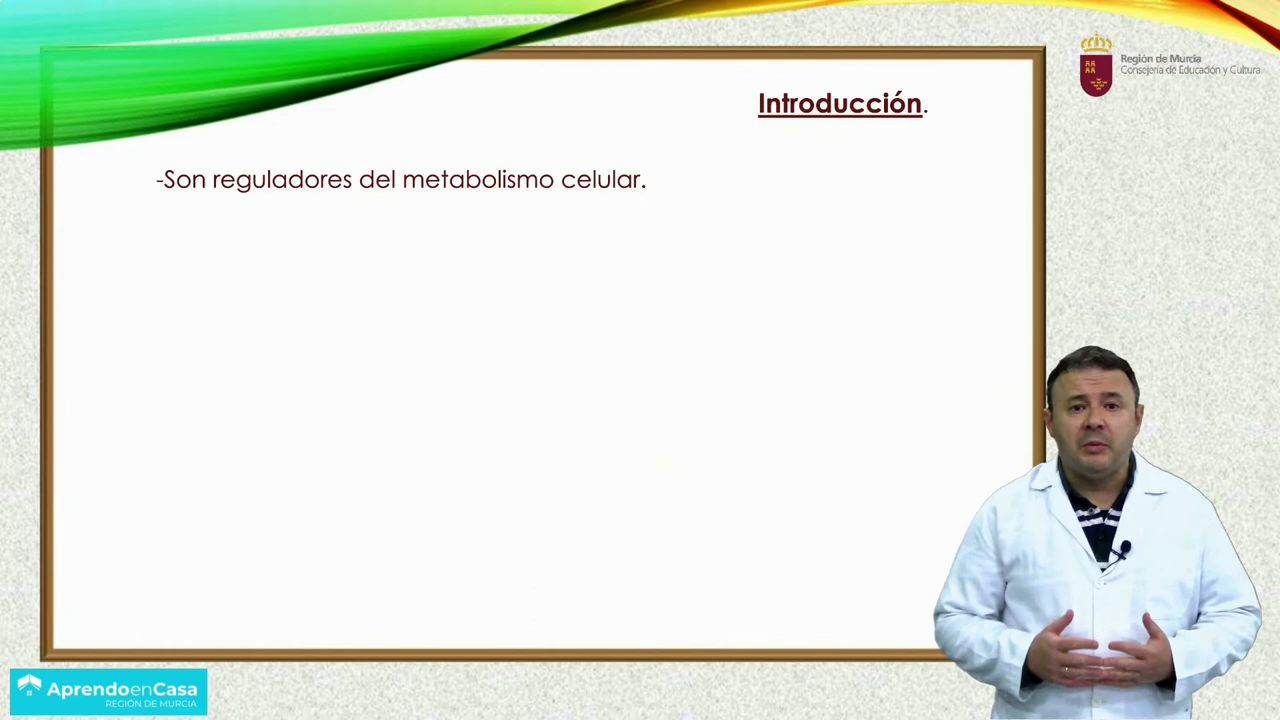 Región de Murcia
Consejería de Educación y Cultura
Introducción.
-Son reguladores del metabolismo celular.
AprendoenCasa
REGIÓN DE MURCIA